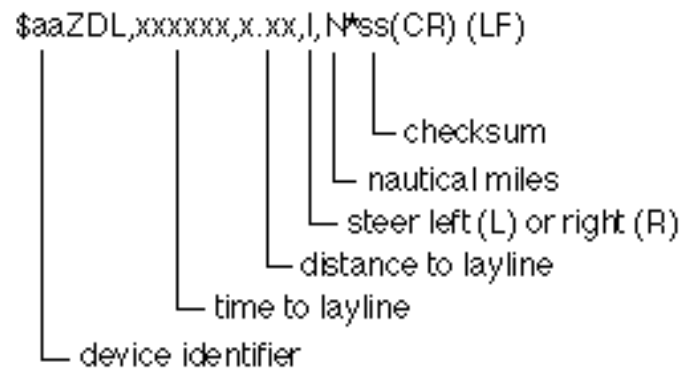 $aaZDL,xxxxxx,x.xx,l,N*ss(CR) (LF)
checksum
nautical miles
steer left (L) or right (R)
distance to layline
time to layline
device identifier